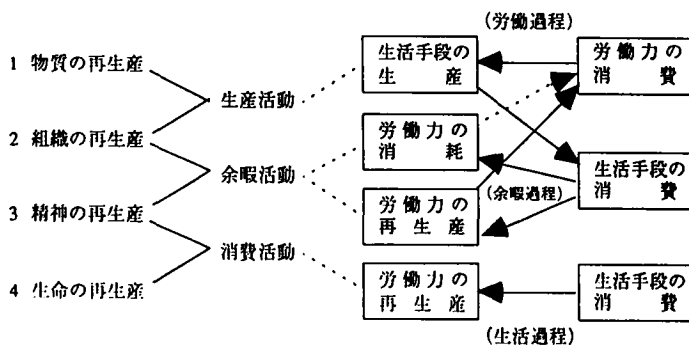 (労働過程)
1 物質の再生産
2 組織の再生産
3 精神の再生産
4 生命の再生産
生産活動
余暇活動
消費活動
生活手段の
生産
労働力の
消耗
労働力の
再生産
労働力の
再生産
労働力の
消費
生活手段の
消費
(余暇過程)
生活手段の
消費
(生活過程)